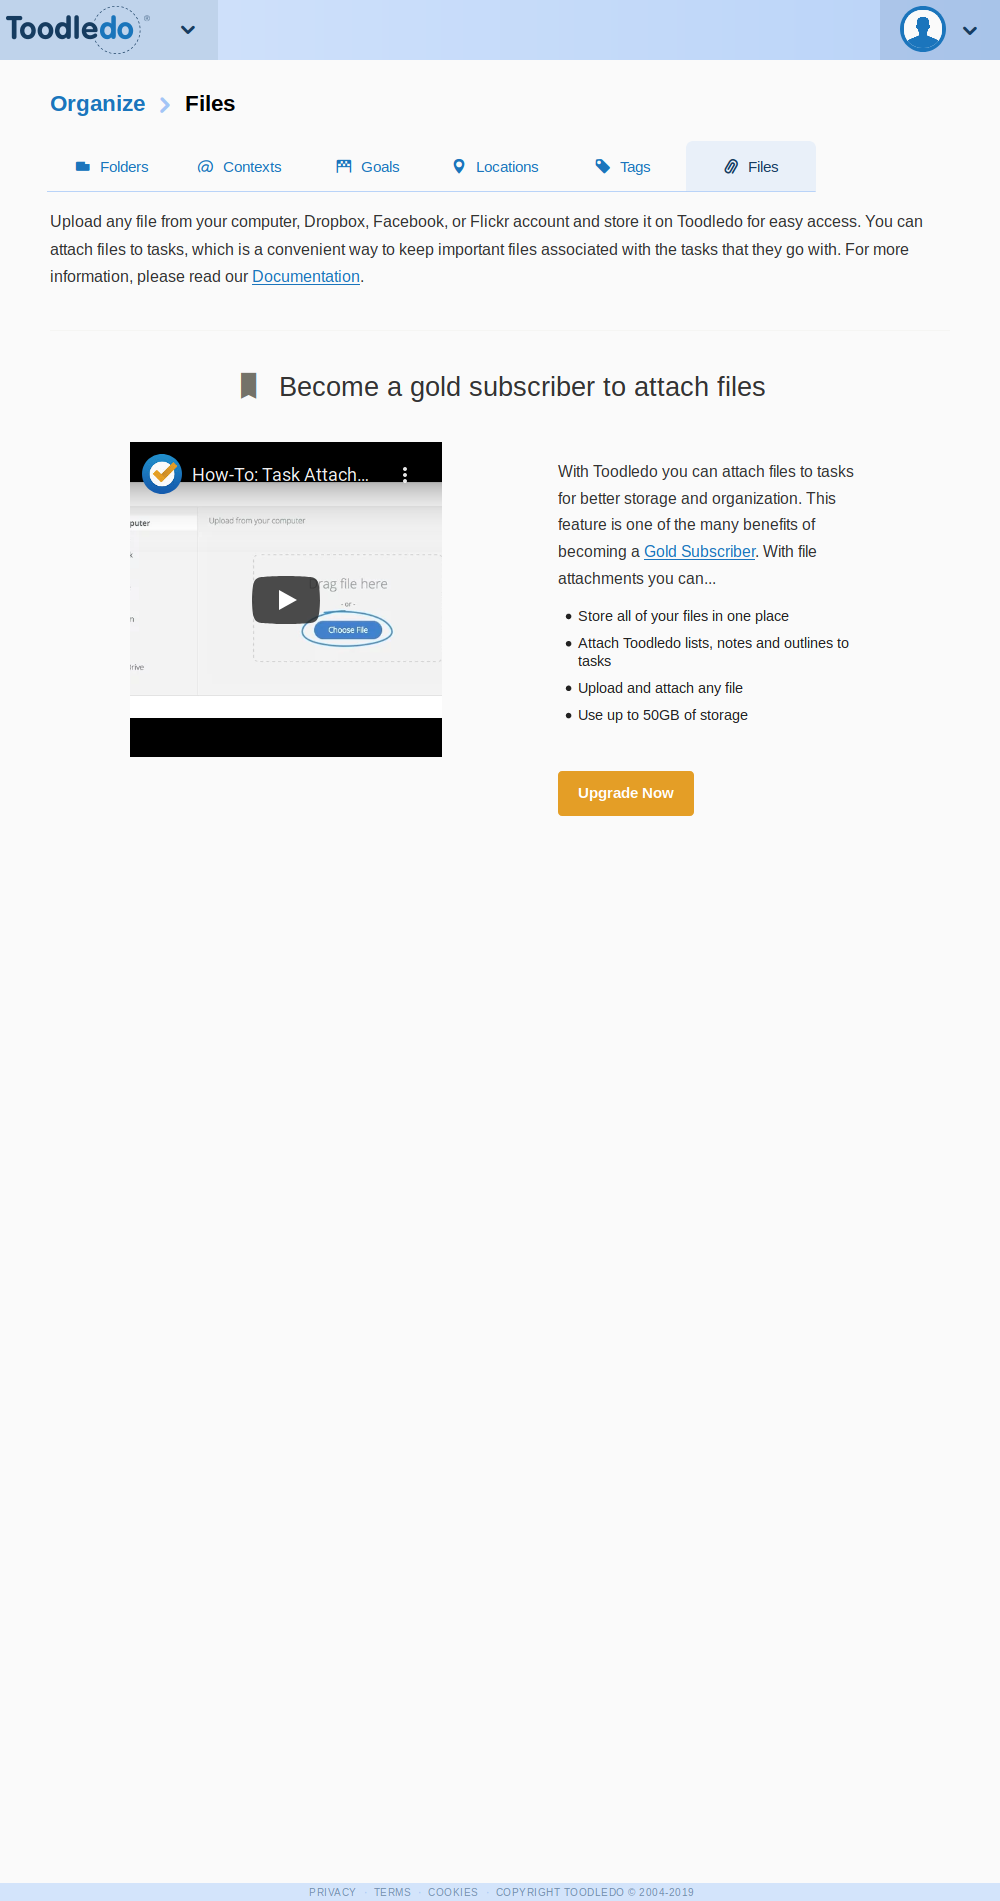 Toodledo®
Organize Files
Folders Contexts Goals Locations Tags Files
Upload any file from your computer, Dropbox, Facebook, or Flickr account and store it on Toodledo for easy access. You can
attach files to tasks, which is a convenient way to keep important files associated with the tasks that they go with. For more
information, please read our Documentation.
Become a gold subscriber to attach files
How-To: Task Attach...
puter
Upload from your computer
k
Drag file here
- or -
n
Choose File
drive
With Toodledo you can attach files to tasks
for better storage and organization. This
feature is one of the many benefits of
becoming a Gold Subscriber. With file
attachments you can...
• Store all of your files in one place
• Attach Toodledo lists, notes and outlines to
tasks
• Upload and attach any file
• Use up to 50GB of storage
Upgrade Now
PRIVACY · TERMS · COOKIES · COPYRIGHT TOODLEDO © 2004-2019